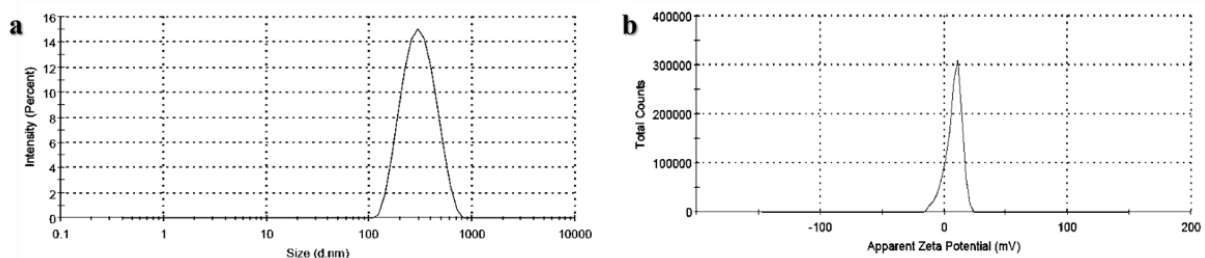 a
Intensity (Percent)
16
14
12
10
8
6
4
2
0
0.1 1 10 100 1000 10000
Size (d.nm)
b
Total Counts
400000
300000
200000
100000
0
-100 0 100 200
Apparent Zeta Potential (mV)